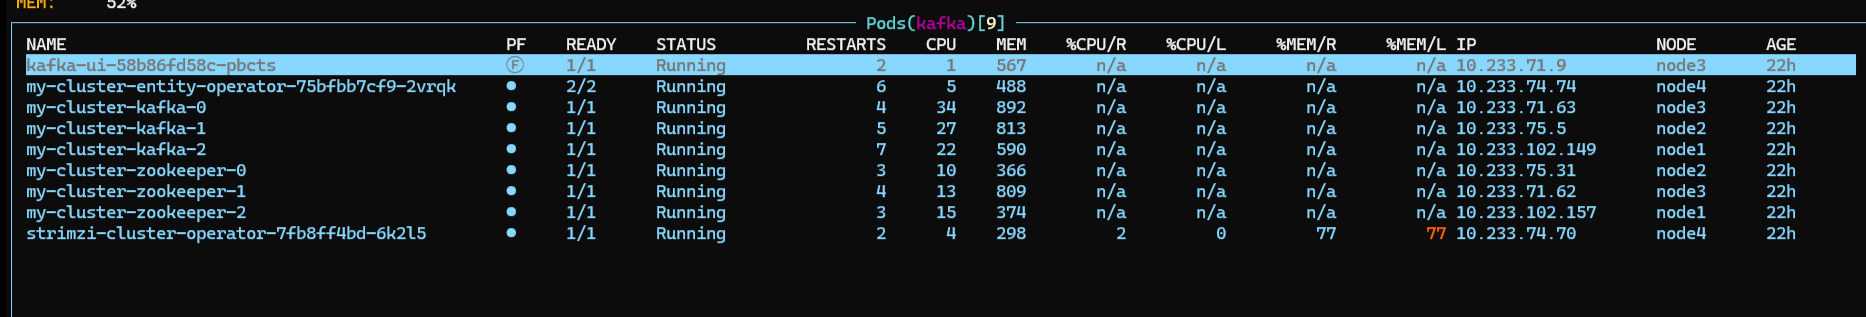 MEM: 52%
Pods(kafka)[9]
NAME PF READY STATUS RESTARTS CPU MEM %CPU/R %CPU/L %MEM/R %MEM/L IP NODE AGE
kafka-ui-58b86fd58c-pbcts Ⓕ 1/1 Running 2 1 567 n/a n/a n/a n/a 10.233.71.9 node3 22h
my-cluster-entity-operator-75bfbb7cf9-2vrqk ● 2/2 Running 6 5 488 n/a n/a n/a n/a 10.233.74.74 node4 22h
my-cluster-kafka-0 ● 1/1 Running 4 34 892 n/a n/a n/a n/a 10.233.71.63 node3 22h
my-cluster-kafka-1 ● 1/1 Running 5 27 813 n/a n/a n/a n/a 10.233.75.5 node2 22h
my-cluster-kafka-2 ● 1/1 Running 7 22 590 n/a n/a n/a n/a 10.233.102.149 node1 22h
my-cluster-zookeeper-0 ● 1/1 Running 3 10 366 n/a n/a n/a n/a 10.233.75.31 node2 22h
my-cluster-zookeeper-1 ● 1/1 Running 4 13 809 n/a n/a n/a n/a 10.233.71.62 node3 22h
my-cluster-zookeeper-2 ● 1/1 Running 3 15 374 n/a n/a n/a n/a 10.233.102.157 node1 22h
strimzi-cluster-operator-7fb8ff4bd-6k2l5 ● 1/1 Running 2 4 298 2 0 77 77 10.233.74.70 node4 22h